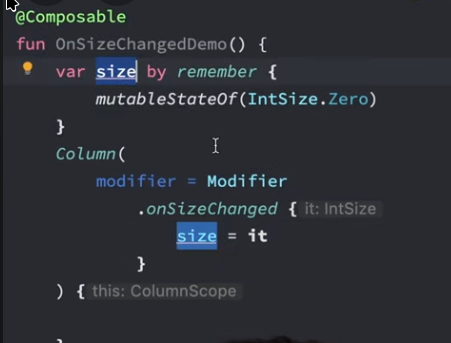 @Composable
fun OnSizeChangedDemo() {
var size by remember {
mutableStateOf(IntSize.Zero)
}
Column(
modifier = Modifier
.onSizeChanged { it: IntSize
size = it
}
) { this: ColumnScope
}